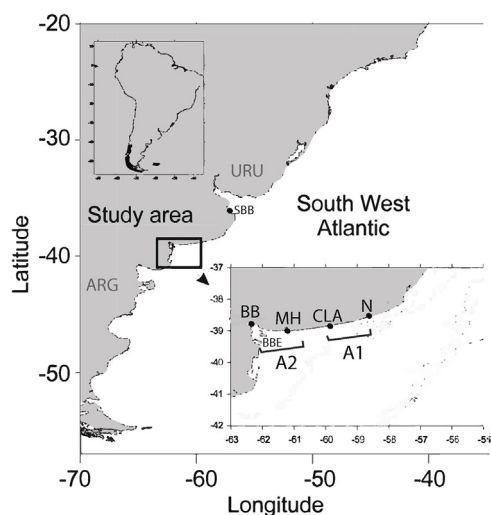 -20
-30
-40
-50
Latitude
URU
SBB
Study area
South West
Atlantic
ARG
BB
MH
CLA
N
BBE
A2
A1
-37
-38
-39
-40
-41
-42
-63
-62
-61
-60
-59
-58
-57
-56
-55
-54
-70
-60
-50
-40
Longitude